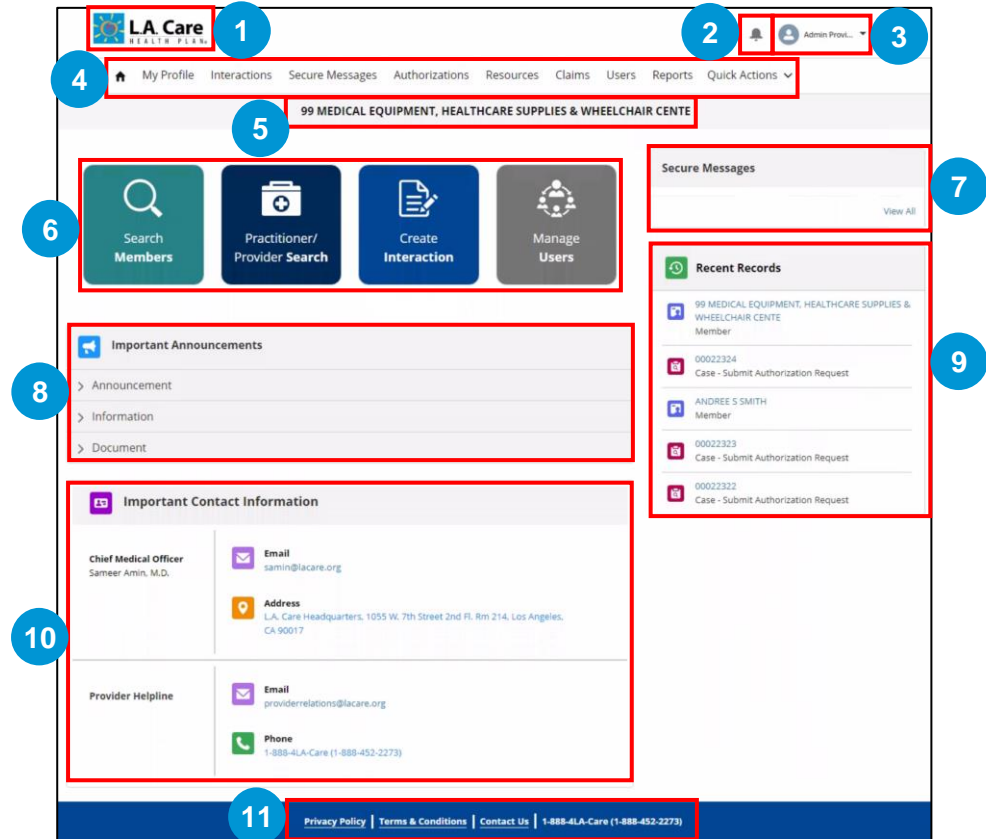 L.A. Care
HEALTH PLAN®
1
2
Admin Provi...
3
4
My Profile Interactions Secure Messages Authorizations Resources Claims Users Reports Quick Actions
5
99 MEDICAL EQUIPMENT, HEALTHCARE SUPPLIES & WHEELCHAIR CENTE
6
Search
Members
Practitioner/
Provider Search
Create
Interaction
Manage
Users
Secure Messages
View All
7
8
Important Announcements
Announcement
Information
Document
Recent Records
99 MEDICAL EQUIPMENT, HEALTHCARE SUPPLIES &
WHEELCHAIR CENTE
Member
00022324
Case - Submit Authorization Request
ANDREE S SMITH
Member
00022323
Case - Submit Authorization Request
00022322
Case - Submit Authorization Request
9
10
Important Contact Information
Chief Medical Officer
Sameer Amin, M.D.
Email
samin@lacare.org
Address
L.A. Care Headquarters, 1055 W. 7th Street 2nd Fl. Rm 214, Los Angeles,
CA 90017
Provider Helpline
Email
providerrelations@lacare.org
Phone
1-888-4LA-Care (1-888-452-2273)
11
Privacy Policy | Terms & Conditions | Contact Us | 1-888-4LA-Care (1-888-452-2273)